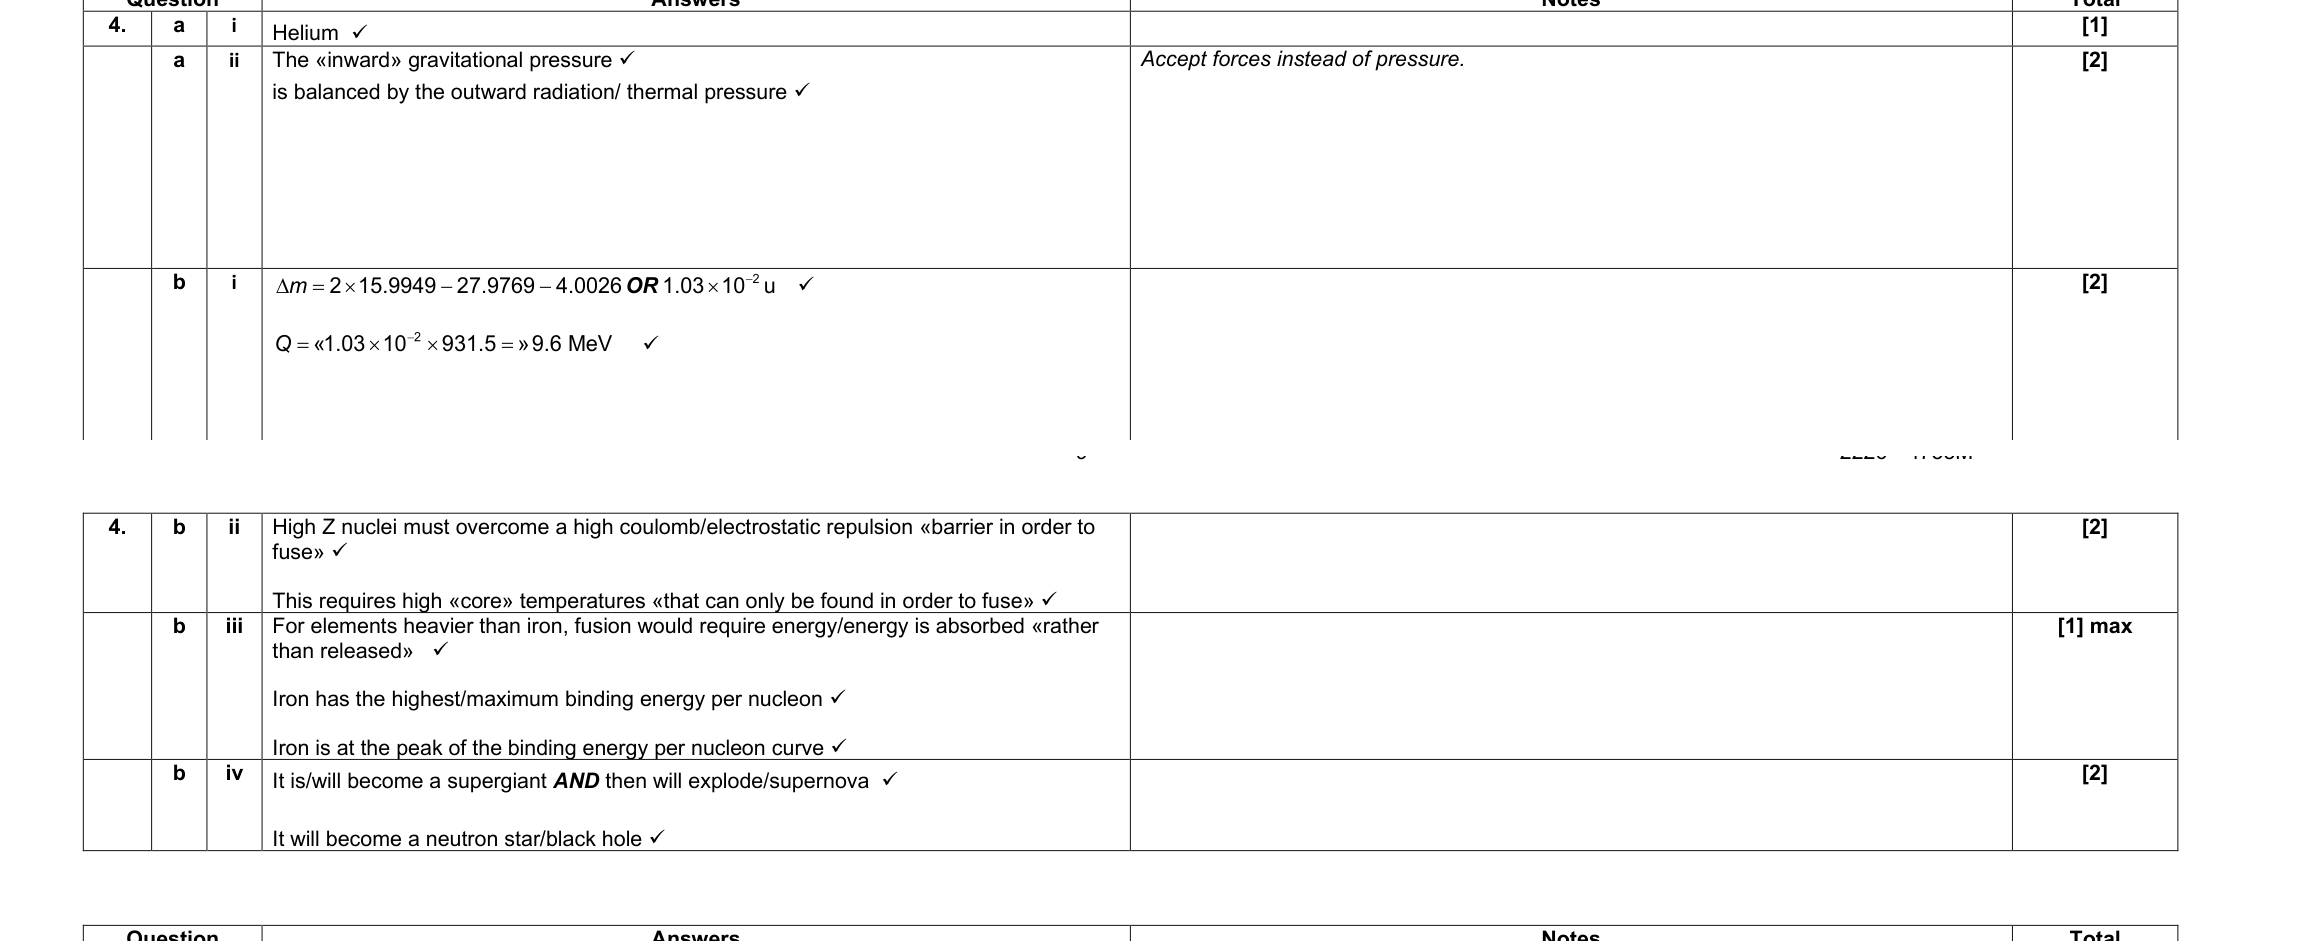 Question Answers Notes Total
4. a i Helium ✓ [1]
a ii The «inward» gravitational pressure ✓ Accept forces instead of pressure. [2]
is balanced by the outward radiation/ thermal pressure ✓
b i Δm = 2×15.9949 – 27.9769 – 4.0026 OR 1.03×10⁻² u ✓ [2]
Q = «1.03×10⁻² ×931.5 = » 9.6 MeV ✓
4. b ii High Z nuclei must overcome a high coulomb/electrostatic repulsion «barrier in order to [2]
fuse» ✓
This requires high «core» temperatures «that can only be found in order to fuse» ✓
b iii For elements heavier than iron, fusion would require energy/energy is absorbed «rather [1] max
than released» ✓
Iron has the highest/maximum binding energy per nucleon ✓
Iron is at the peak of the binding energy per nucleon curve ✓
b iv It is/will become a supergiant AND then will explode/supernova ✓ [2]
It will become a neutron star/black hole ✓
Question Answers Notes Total